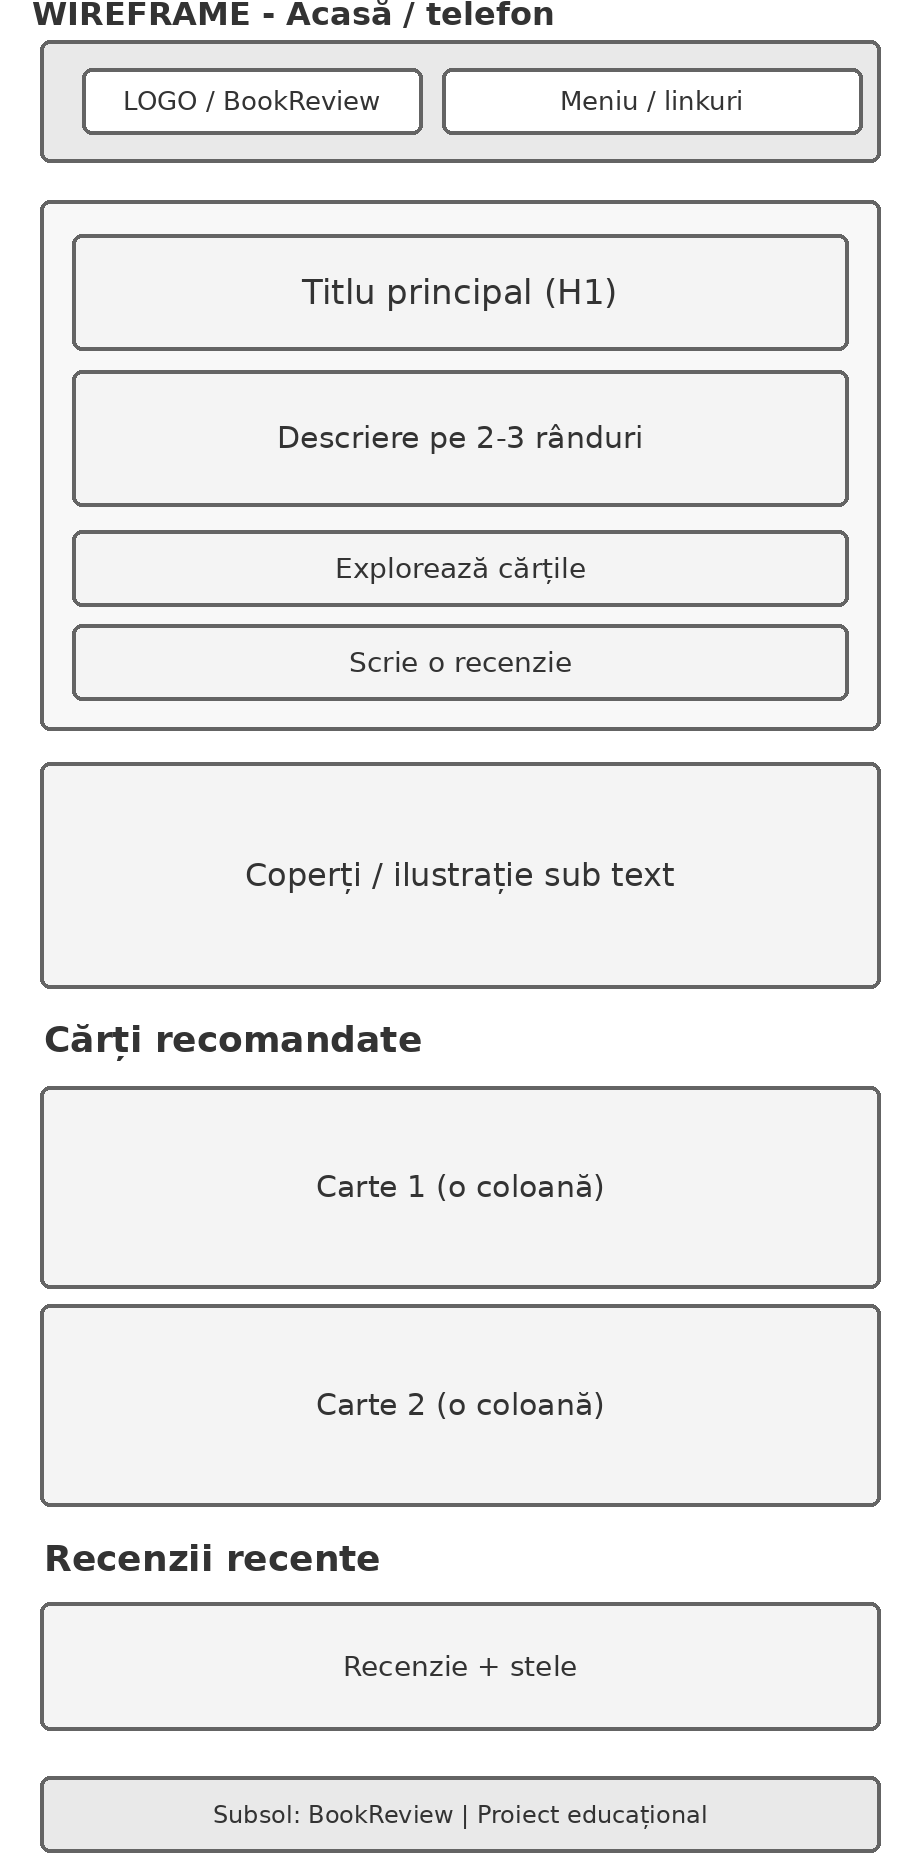 WIREFRAME - Acasă / telefon
LOGO / BookReview
Meniu / linkuri
Titlu principal (H1)
Descriere pe 2-3 rânduri
Explorează cărțile
Scrie o recenzie
Coperți / ilustrație sub text
Cărți recomandate
Carte 1 (o coloană)
Carte 2 (o coloană)
Recenzii recente
Recenzie + stele
Subsol: BookReview | Proiect educațional